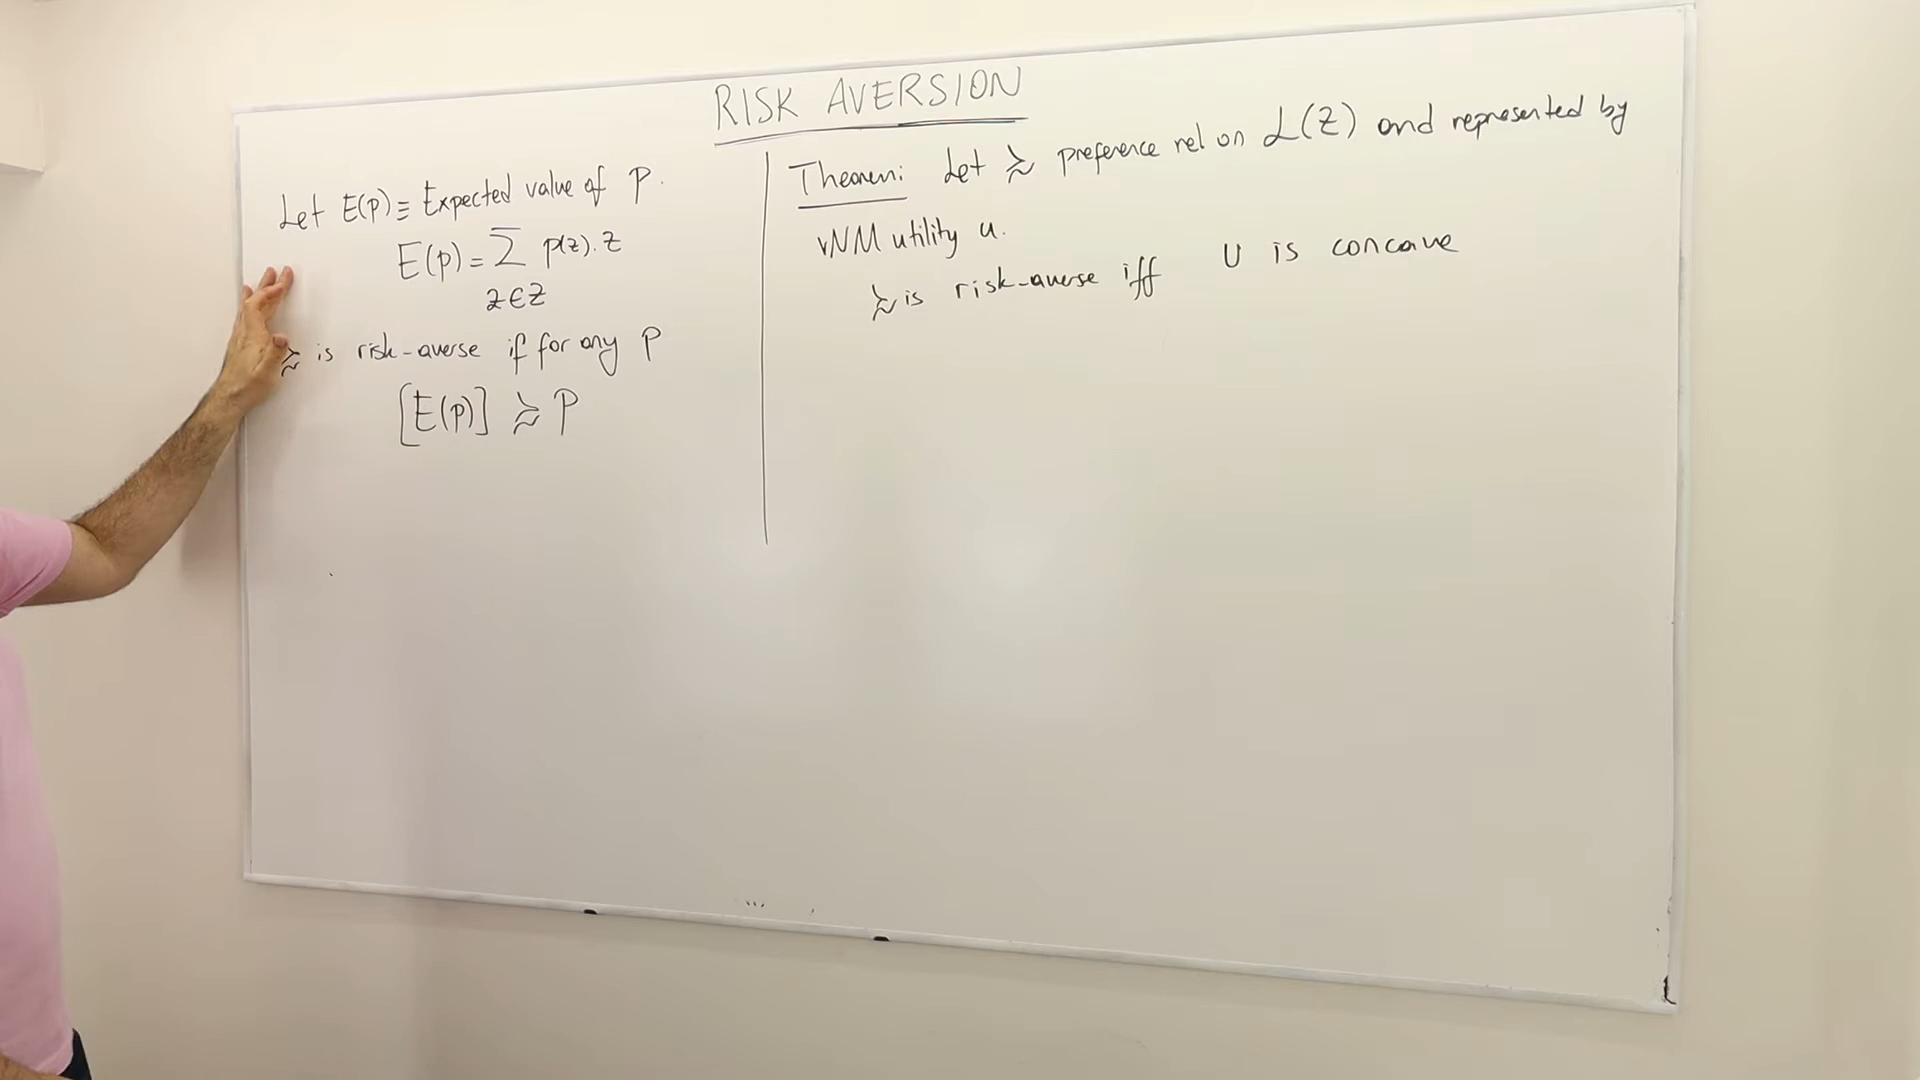 RISK AVERSION
Let E(p) ≡ Expected value of p.
E(p) = ∑ p(z). z
z∈Z
≿ is risk-averse if for any p
[E(p)] ≿ p
Theorem: Let ≿ preference rel on ℒ(Z) and represented by
vNM utility u.
≿ is risk-averse iff U is concave